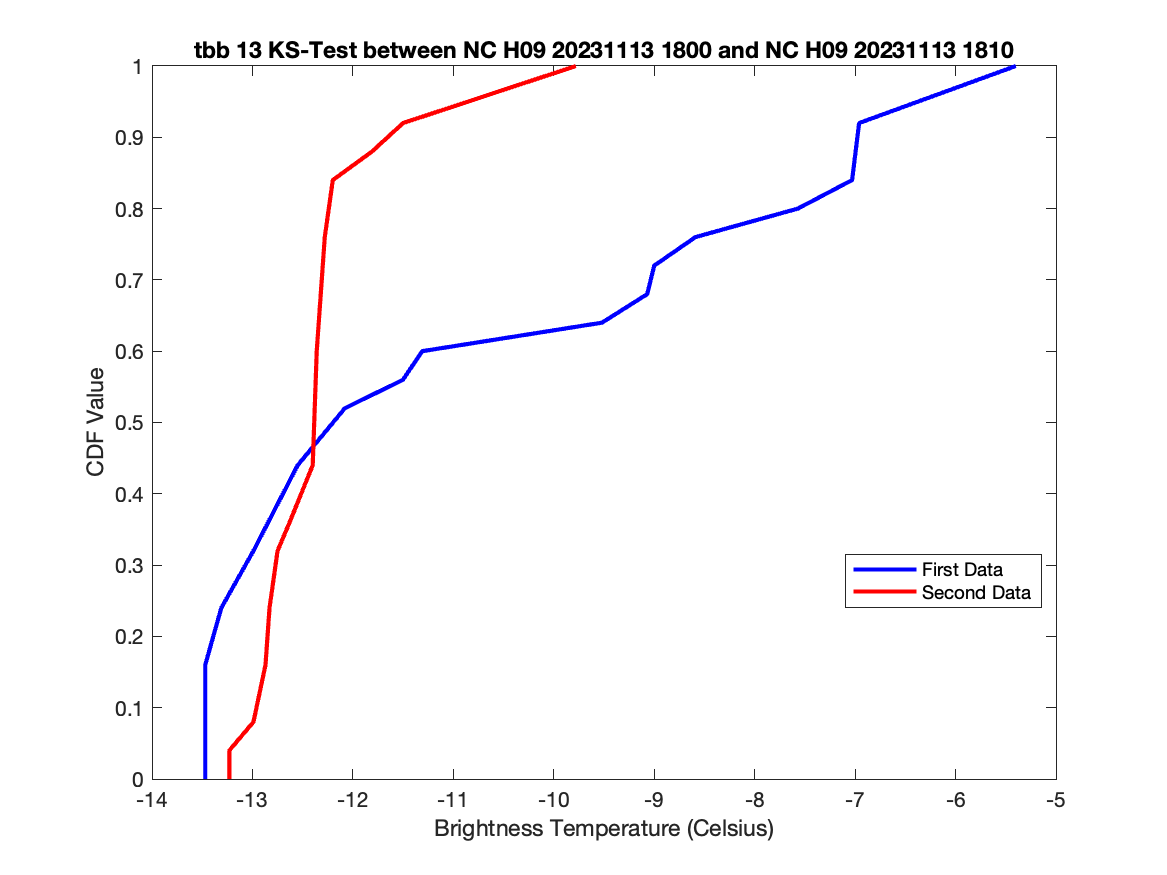 tbb 13 KS-Test between NC H09 20231113 1800 and NC H09 20231113 1810
1
0.9
0.8
0.7
0.6
0.5
0.4
0.3
0.2
0.1
0
CDF Value
First Data
Second Data
-14 -13 -12 -11 -10 -9 -8 -7 -6 -5
Brightness Temperature (Celsius)